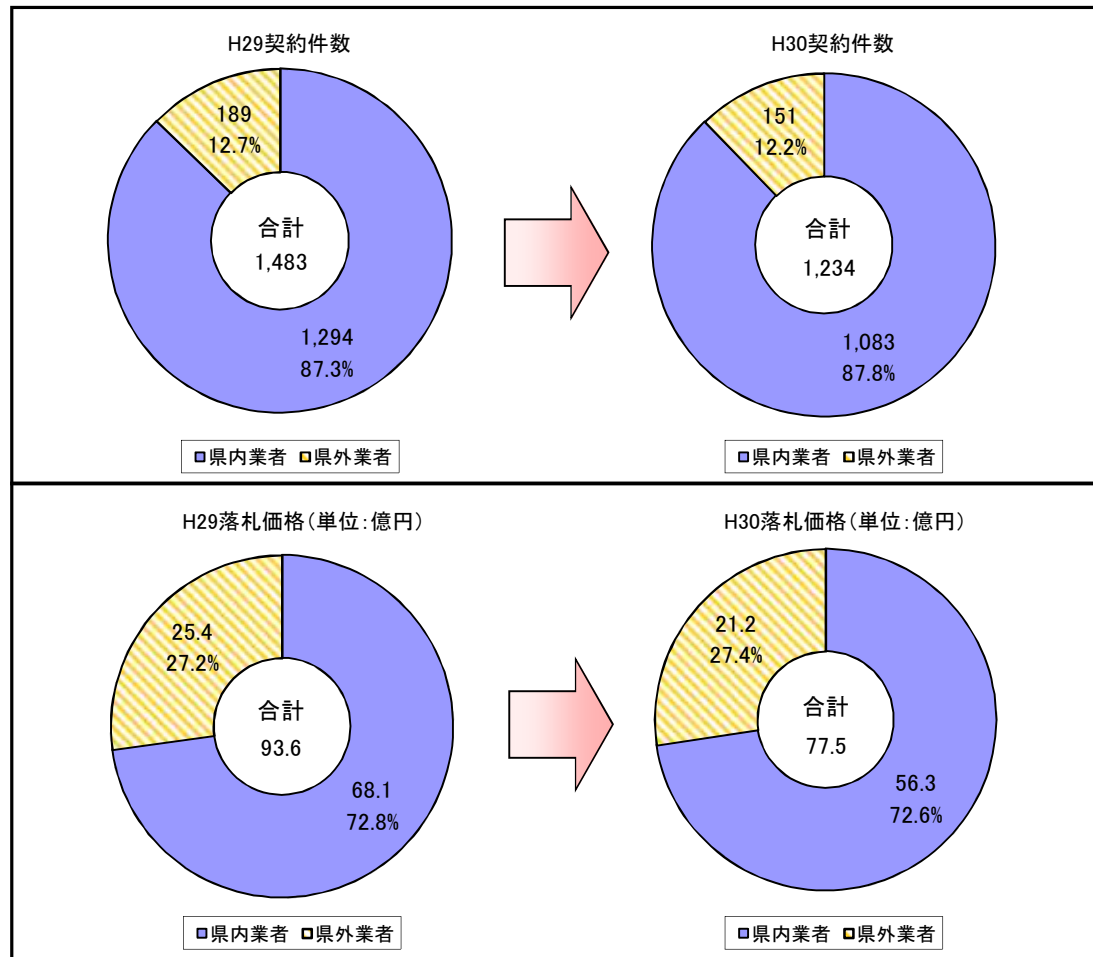 H29契約件数
189
12.7%
合計
1,483
1,294
87.3%
■県内業者 県外業者
H30契約件数
151
12.2%
合計
1,234
1,083
87.8%
■県内業者 県外業者
H29落札価格(単位:億円)
25.4
27.2%
合計
93.6
68.1
72.8%
■県内業者 県外業者
H30落札価格(単位:億円)
21.2
27.4%
合計
77.5
56.3
72.6%
■県内業者 県外業者